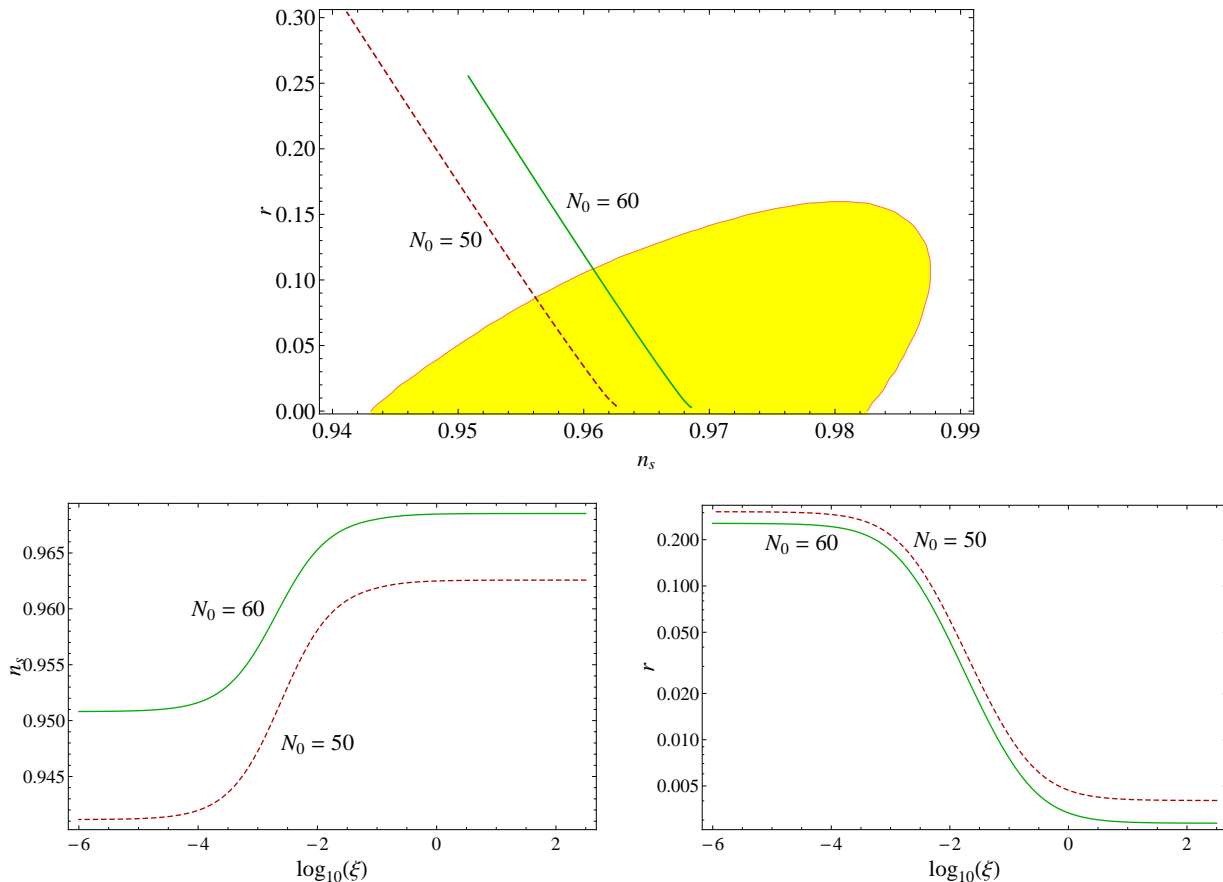 0.30
0.25
0.20
0.15
0.10
0.05
0.00
r
N₀ = 60
N₀ = 50
0.94 0.95 0.96 0.97 0.98 0.99
n_s
0.965
0.960
0.955
0.950
0.945
n_s
N₀ = 60
N₀ = 50
−6 −4 −2 0 2
log₁₀(ξ)
0.200
0.100
0.050
0.020
0.010
0.005
r
N₀ = 60
N₀ = 50
−6 −4 −2 0 2
log₁₀(ξ)